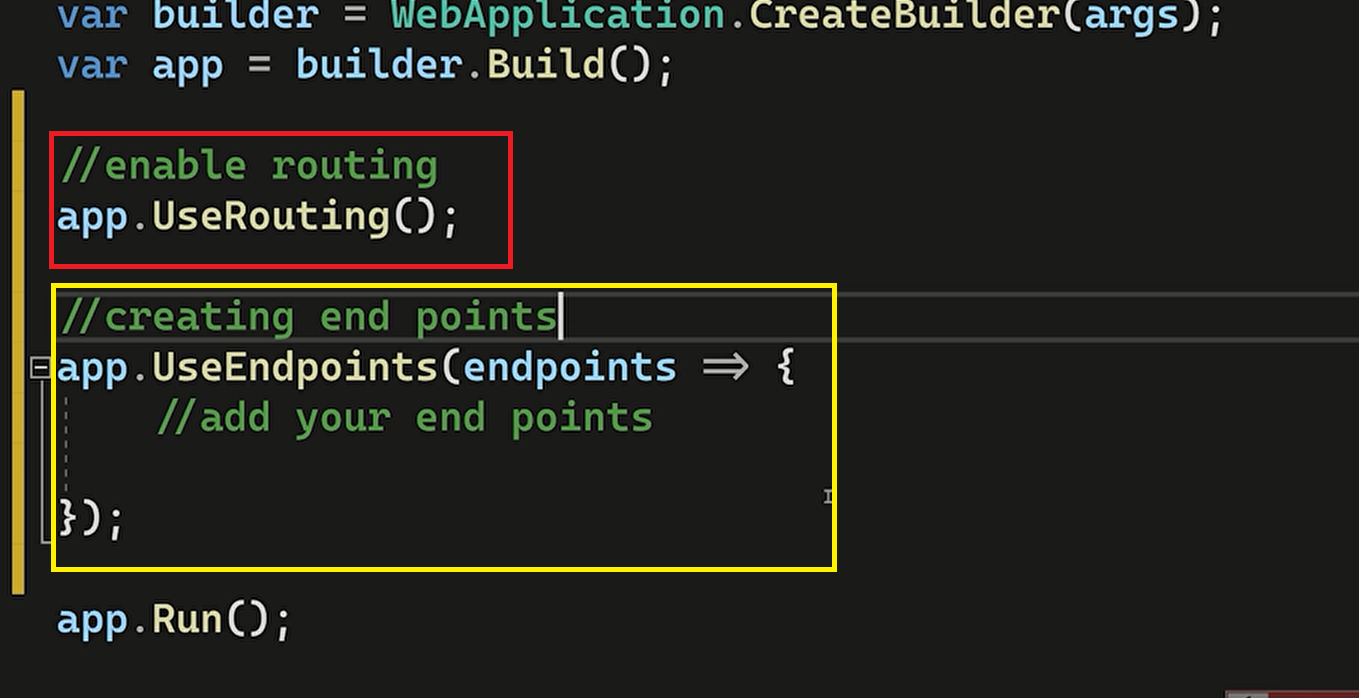 var builder = WebApplication.CreateBuilder(args);
var app = builder.Build();
//enable routing
app.UseRouting();
//creating end points
app.UseEndpoints(endpoints => {
//add your end points
});
app.Run();